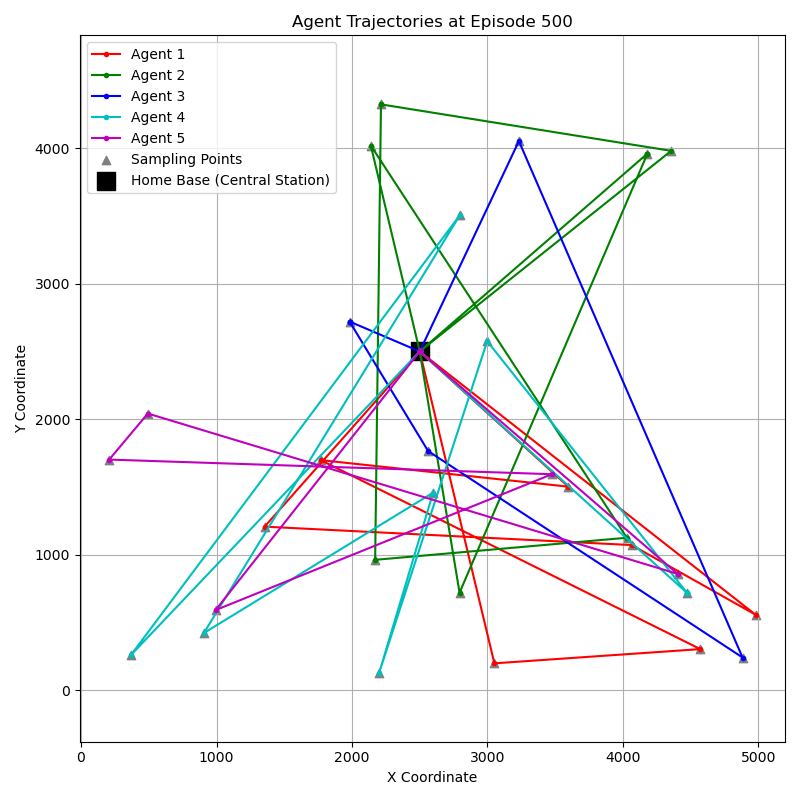 Agent Trajectories at Episode 500
Agent 1
Agent 2
Agent 3
Agent 4
Agent 5
Sampling Points
Home Base (Central Station)
Y Coordinate
4000
3000
2000
1000
0
0 1000 2000 3000 4000 5000
X Coordinate